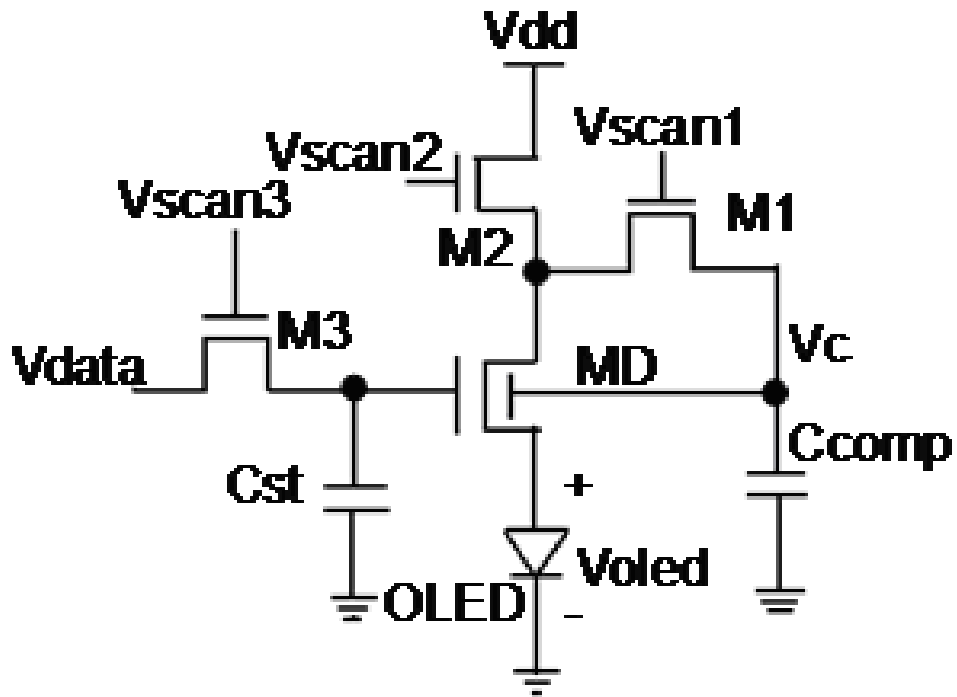 Vdd
Vscan1
Vscan2
Vscan3
M1
M2
M3
Vdata
MD
Vc
Ccomp
Cst
+
Voled
OLED
-